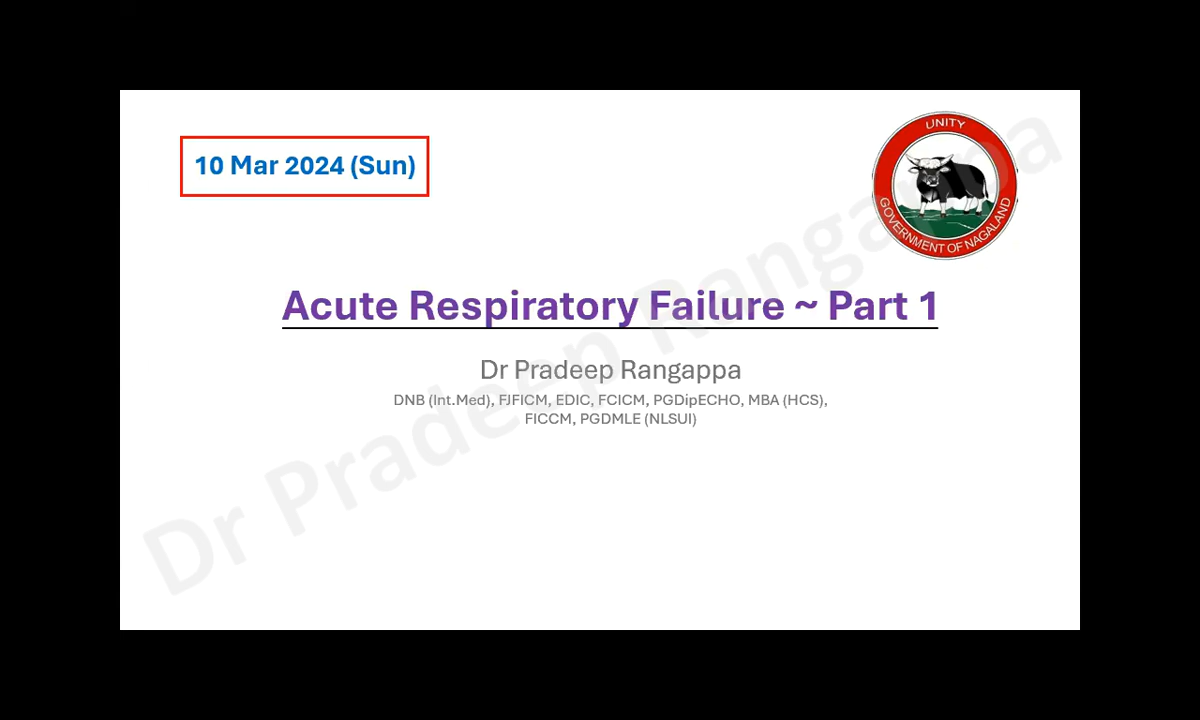 10 Mar 2024 (Sun)
UNITY
GOVERNMENT OF NAGALAND
Acute Respiratory Failure ~ Part 1
Dr Pradeep Rangappa
DNB (Int.Med), FJFICM, EDIC, FCICM, PGDipECHO, MBA (HCS),
FICCM, PGDMLE (NLSUI)
Dr Pradeep Rangappa